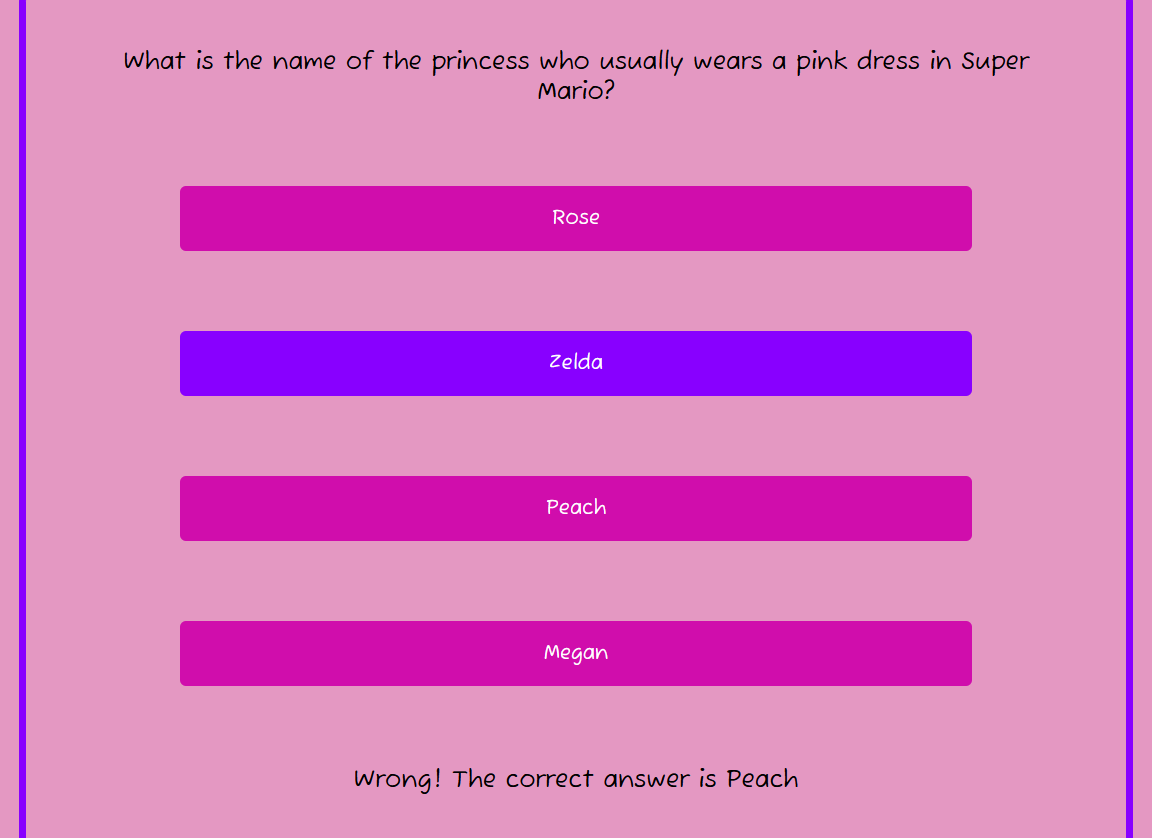 What is the name of the princess who usually wears a pink dress in Super
Mario?
Rose
Zelda
Peach
Megan
Wrong! The correct answer is Peach